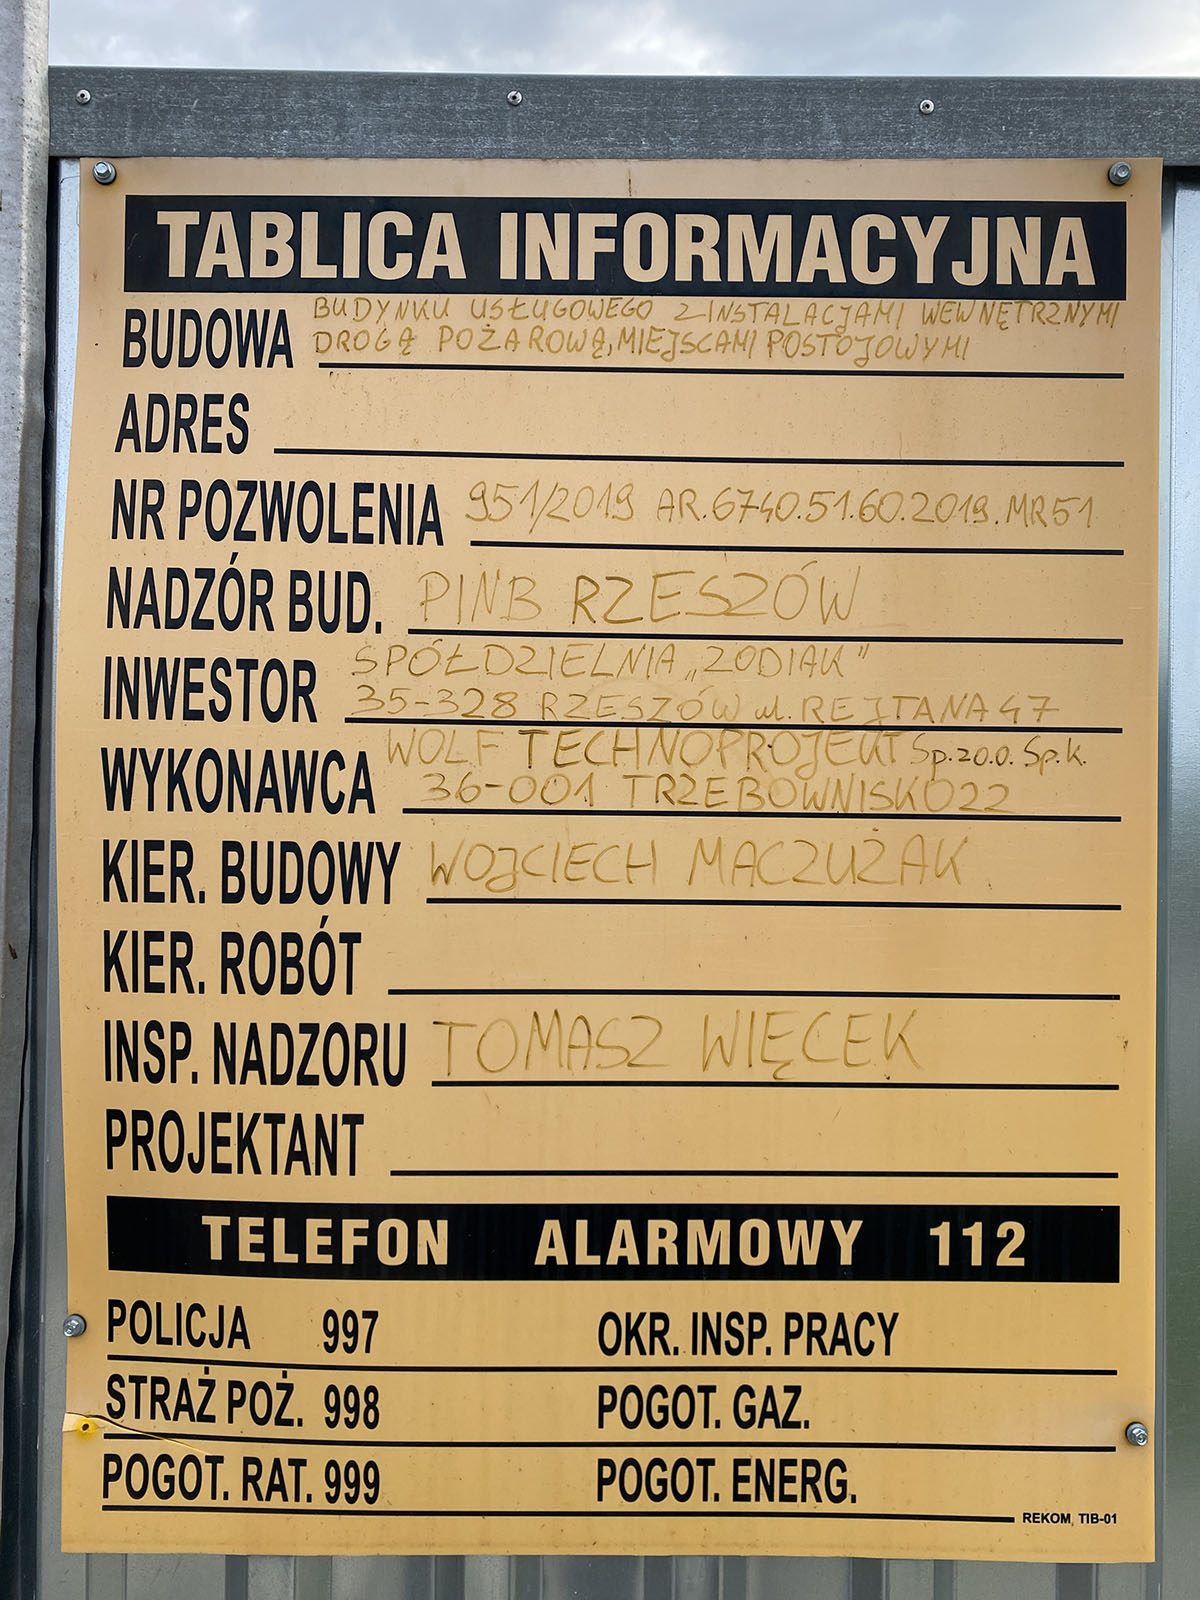 TABLICA INFORMACYJNA
BUDOWA BUDYNKU USŁUGOWEGO Z INSTALACJAMI WEWNĘTRZNYMI
DROGĄ POŻAROWĄ, MIEJSCAMI POSTOJOWYMI
ADRES
NR POZWOLENIA 951/2019 AR.6740.51.60.2019.MR51
NADZÓR BUD. PINB RZESZÓW
INWESTOR SPÓŁDZIELNIA „ZODIAK"
35-328 RZESZÓW ul. REJTANA 47
WYKONAWCA WOLF TECHNOPROJEKT Sp. z o.o. Sp.k.
36-001 TRZEBOWNISKO 22
KIER. BUDOWY WOJCIECH MACZUŻAK
KIER. ROBÓT
INSP. NADZORU TOMASZ WIĘCEK
PROJEKTANT
TELEFON ALARMOWY 112
POLICJA 997 OKR. INSP. PRACY
STRAŻ POŻ. 998 POGOT. GAZ.
POGOT. RAT. 999 POGOT. ENERG.
REKOM, TIB-01